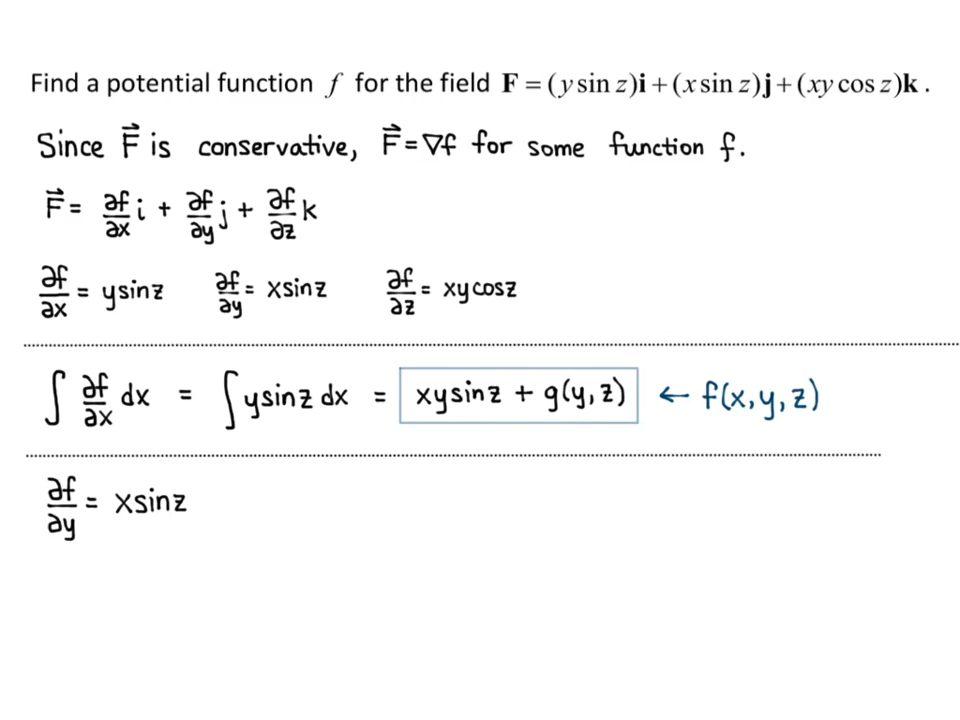 Find a potential function f for the field F = (y sin z)i + (x sin z)j + (xy cos z)k .
Since F⃗ is conservative, F⃗ = ∇f for some function f.
F⃗ = ∂f/∂x i + ∂f/∂y j + ∂f/∂z k
∂f/∂x = ysinz ∂f/∂y = xsinz ∂f/∂z = xycosz
∫ ∂f/∂x dx = ∫ysinz dx = xysinz + g(y,z) ← f(x,y,z)
∂f/∂y = xsinz